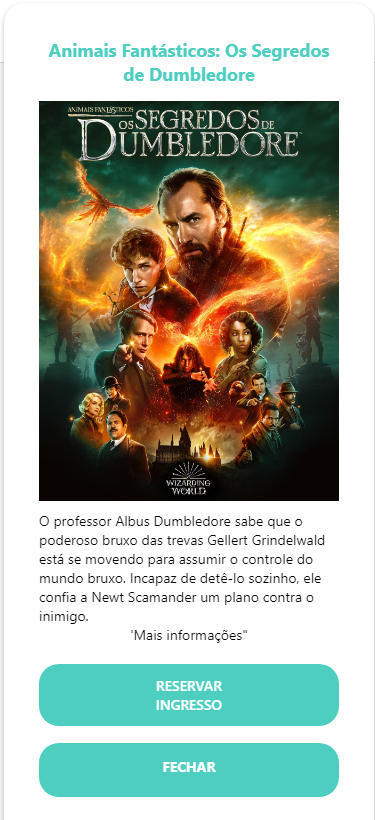 Animais Fantásticos: Os Segredos
de Dumbledore
ANIMAIS FANTÁSTICOS
OS SEGREDOS DE
DUMBLEDORE
WIZARDING
WORLD
O professor Albus Dumbledore sabe que o
poderoso bruxo das trevas Gellert Grindelwald
está se movendo para assumir o controle do
mundo bruxo. Incapaz de detê-lo sozinho, ele
confia a Newt Scamander um plano contra o
inimigo.
'Mais informações"
RESERVAR
INGRESSO
FECHAR